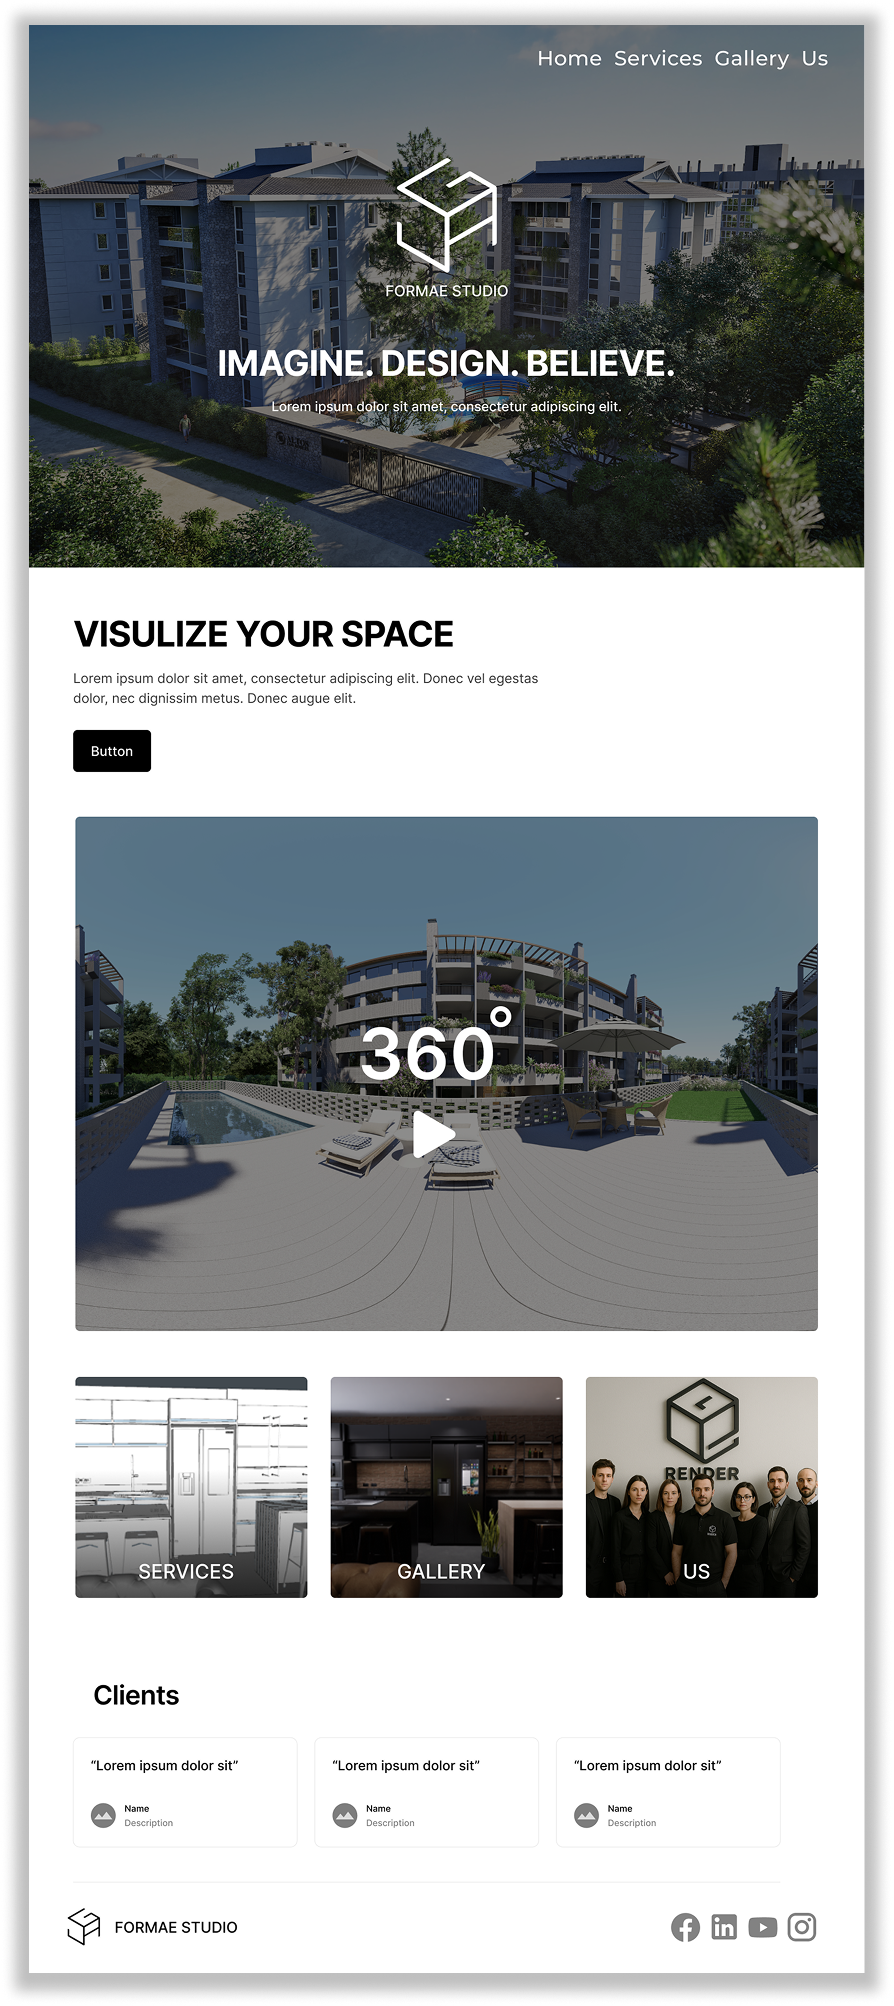 Home Services Gallery Us
FORMAE STUDIO
IMAGINE. DESIGN. BELIEVE.
Lorem ipsum dolor sit amet, consectetur adipiscing elit.
VISULIZE YOUR SPACE
Lorem ipsum dolor sit amet, consectetur adipiscing elit. Donec vel egestas
dolor, nec dignissim metus. Donec augue elit.
Button
360°
RENDER
SERVICES
GALLERY
US
Clients
“Lorem ipsum dolor sit”
Name
Description
“Lorem ipsum dolor sit”
Name
Description
“Lorem ipsum dolor sit”
Name
Description
FORMAE STUDIO
in